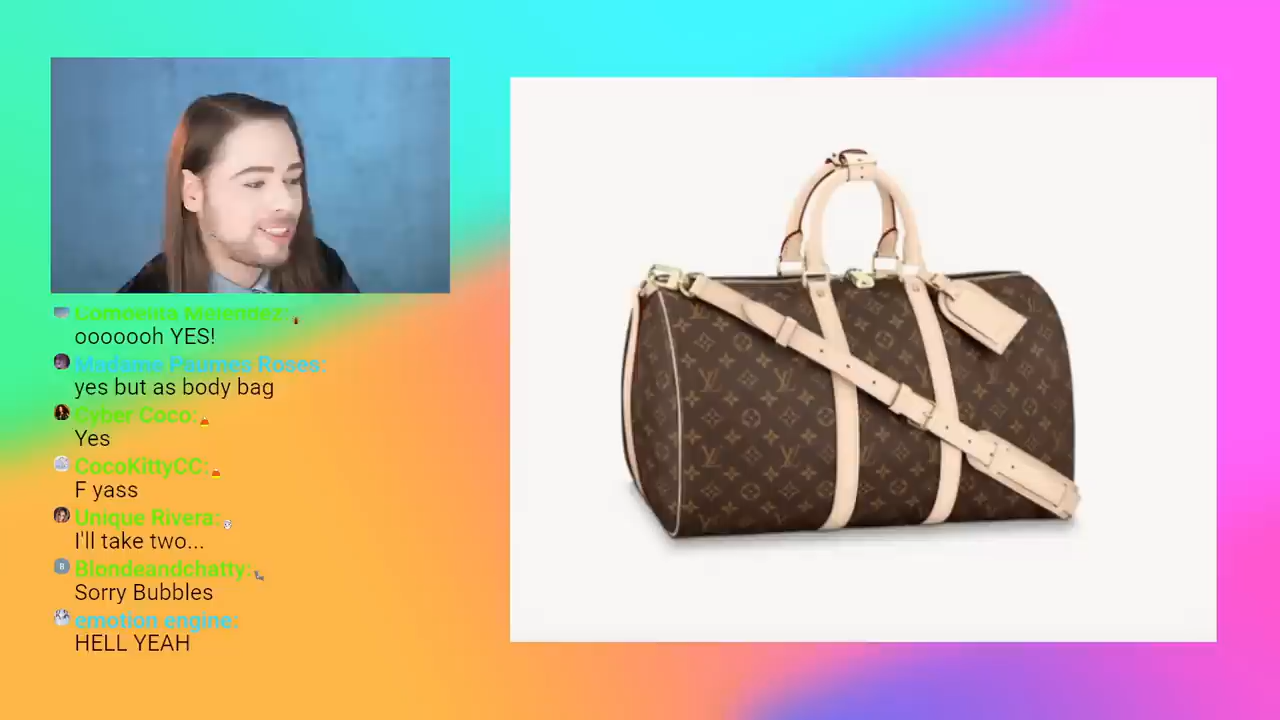 Comoelita Melendez:
ooooooh YES!
Madame Paumes Roses:
yes but as body bag
Cyber Coco:
Yes
CocoKittyCC:
F yass
Unique Rivera:
I'll take two...
B
Blondeandchatty:
Sorry Bubbles
emotion engine:
HELL YEAH